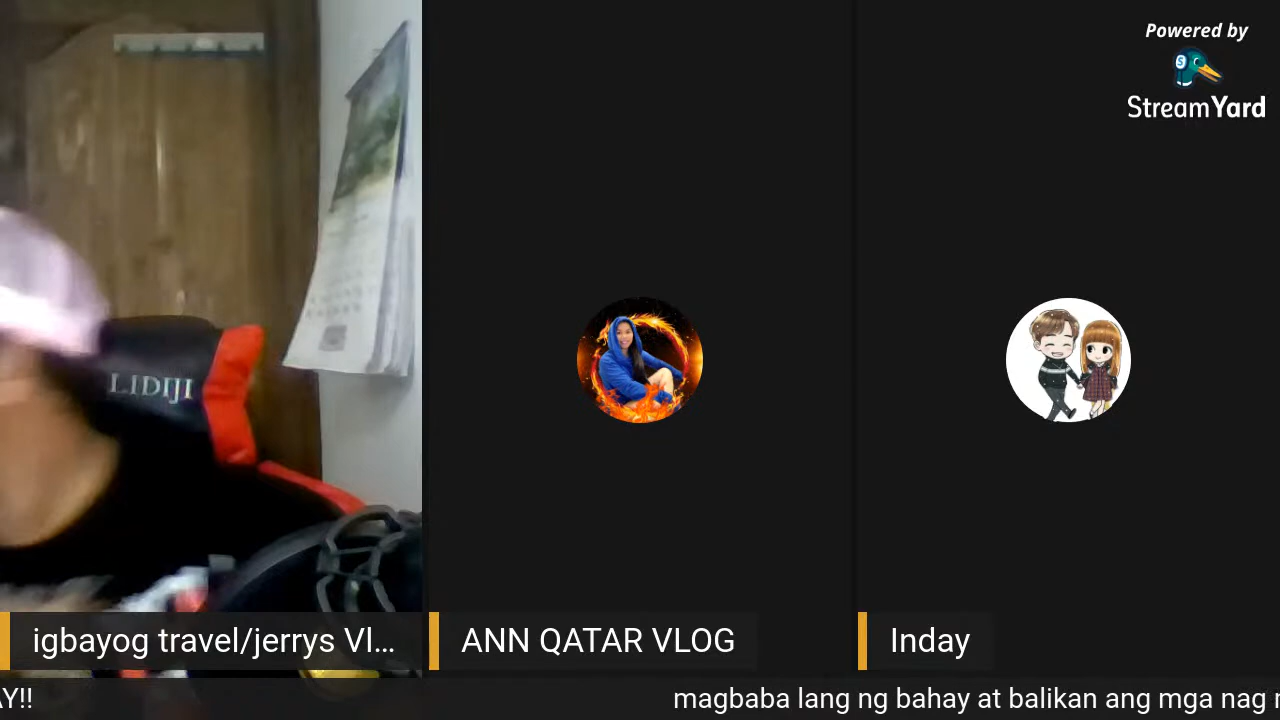 Powered by
StreamYard
LIDIJI
igbayog travel/jerrys Vl...
ANN QATAR VLOG
Inday
AY!!
magbaba lang ng bahay at balikan ang mga nag